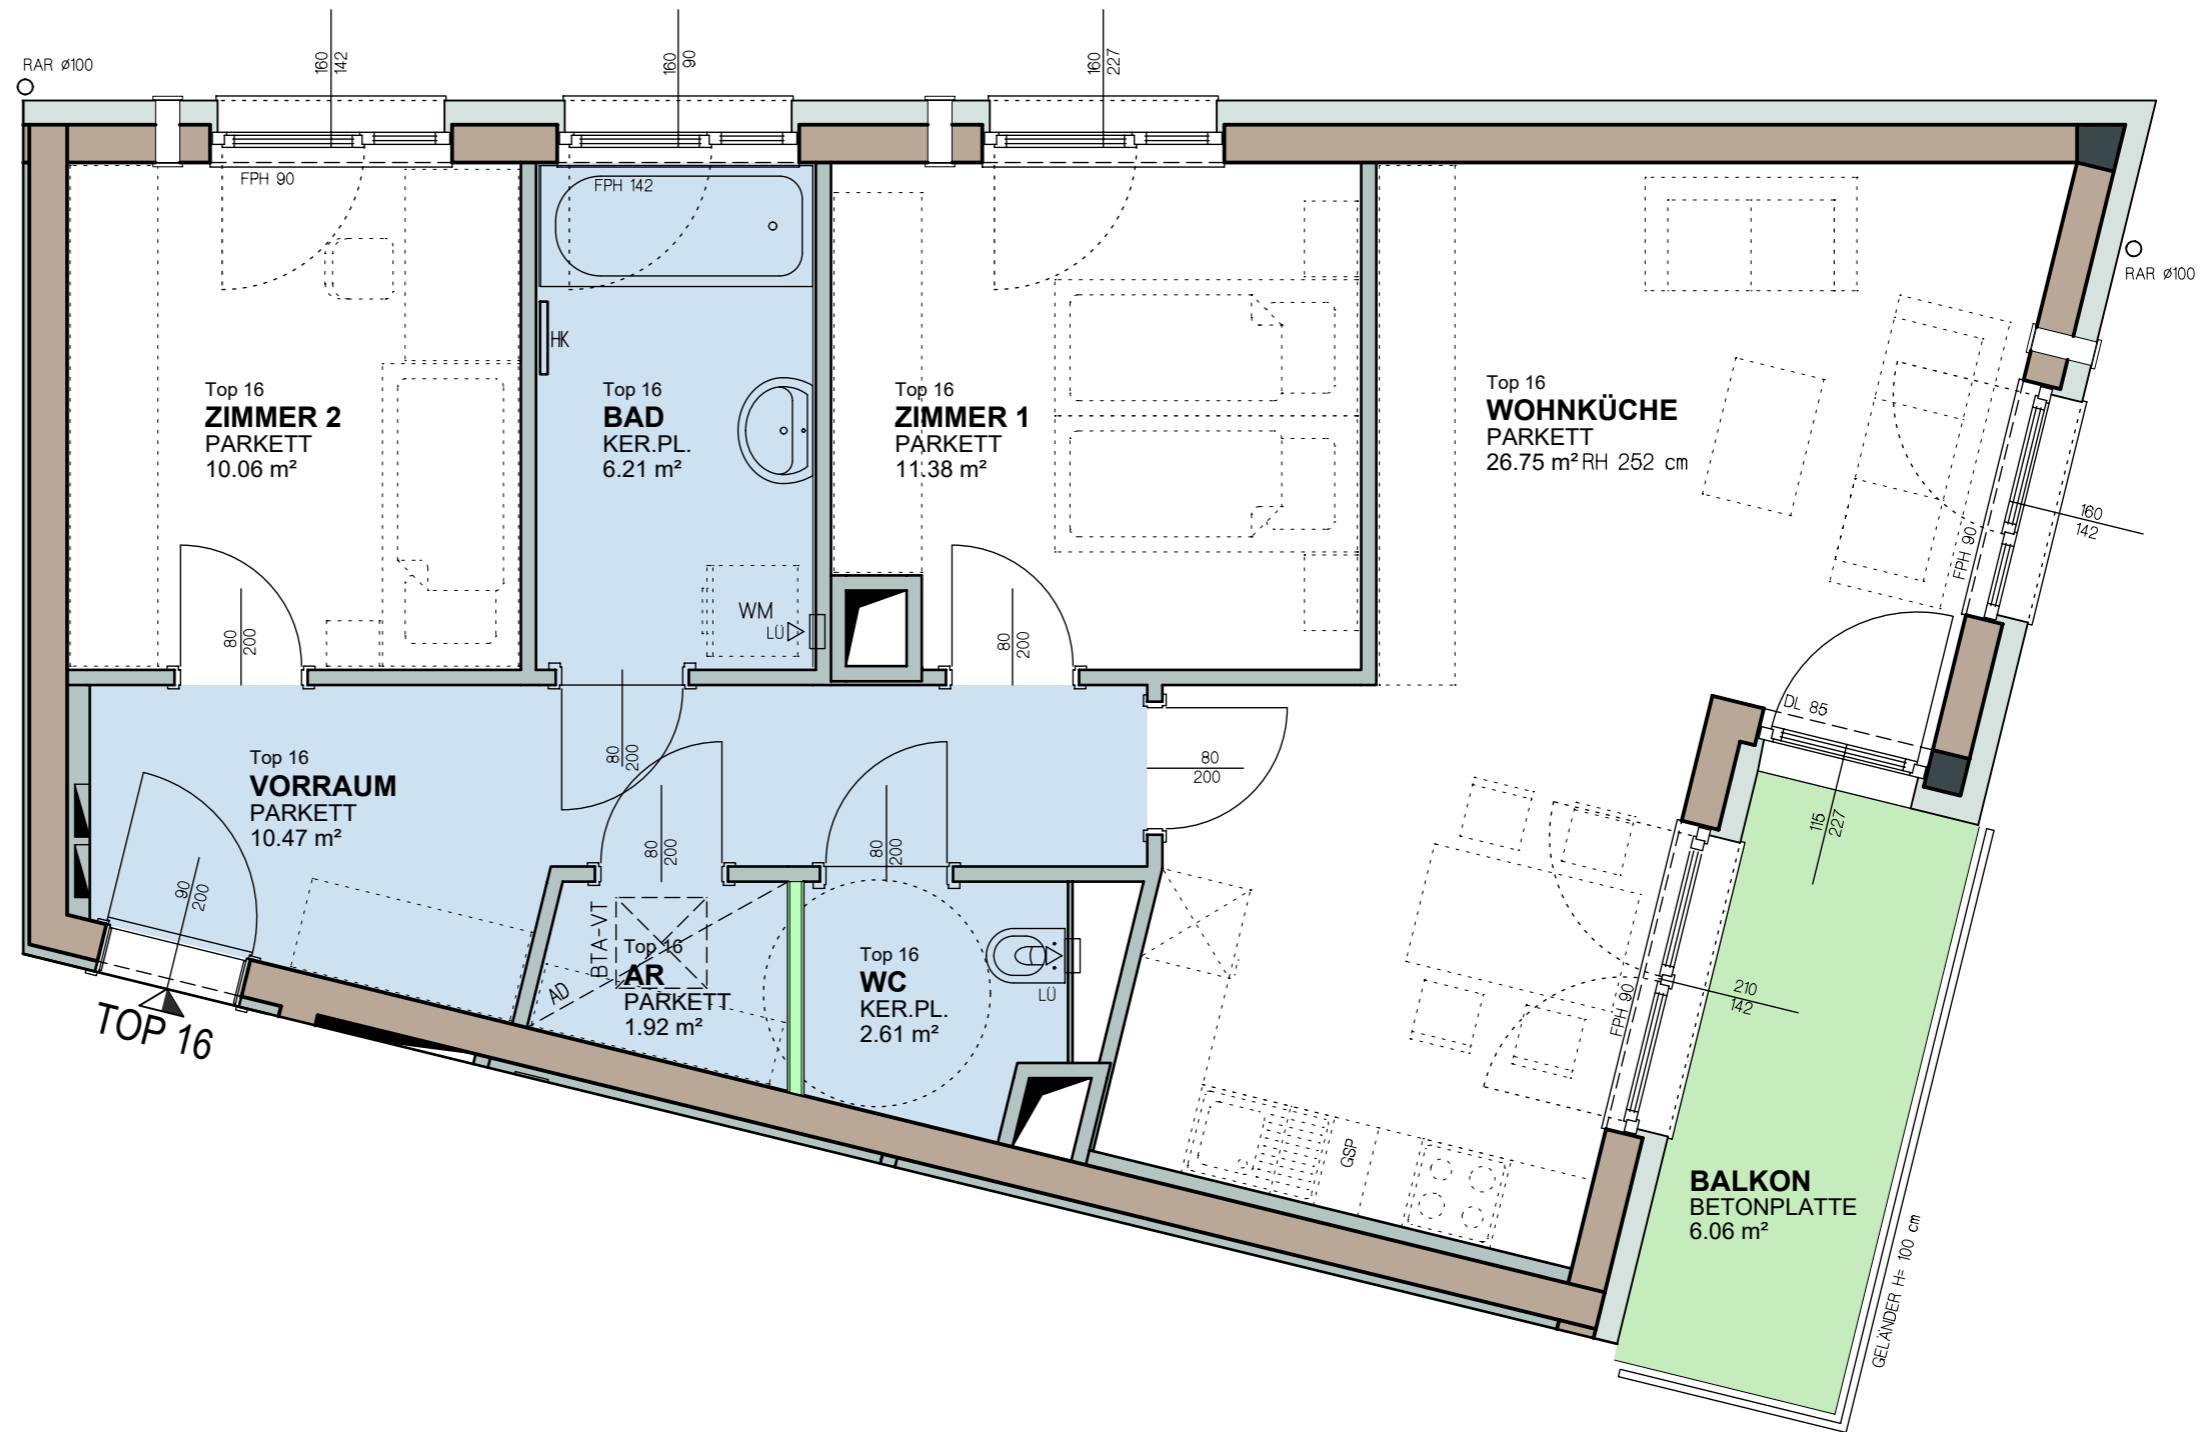 RAR ø100
160
142
160
90
160
227
FPH 90
FPH 142
RAR ø100
HK
Top 16
ZIMMER 2
PARKETT
10.06 m²
Top 16
BAD
KER.PL.
6.21 m²
Top 16
ZIMMER 1
PARKETT
11.38 m²
Top 16
WOHNKÜCHE
PARKETT
26.75 m² RH 252 cm
160
142
FPH 90
WM
LÜ
80
200
80
200
80
200
80
200
DL 85
115
227
Top 16
VORRAUM
PARKETT
10.47 m²
80
200
80
200
90
200
BTA-VT
AD
Top 16
AR
PARKETT
1.92 m²
Top 16
WC
KER.PL.
2.61 m²
LÜ
FPH 90
210
142
TOP 16
GSP
BALKON
BETONPLATTE
6.06 m²
GELÄNDER H= 100 cm